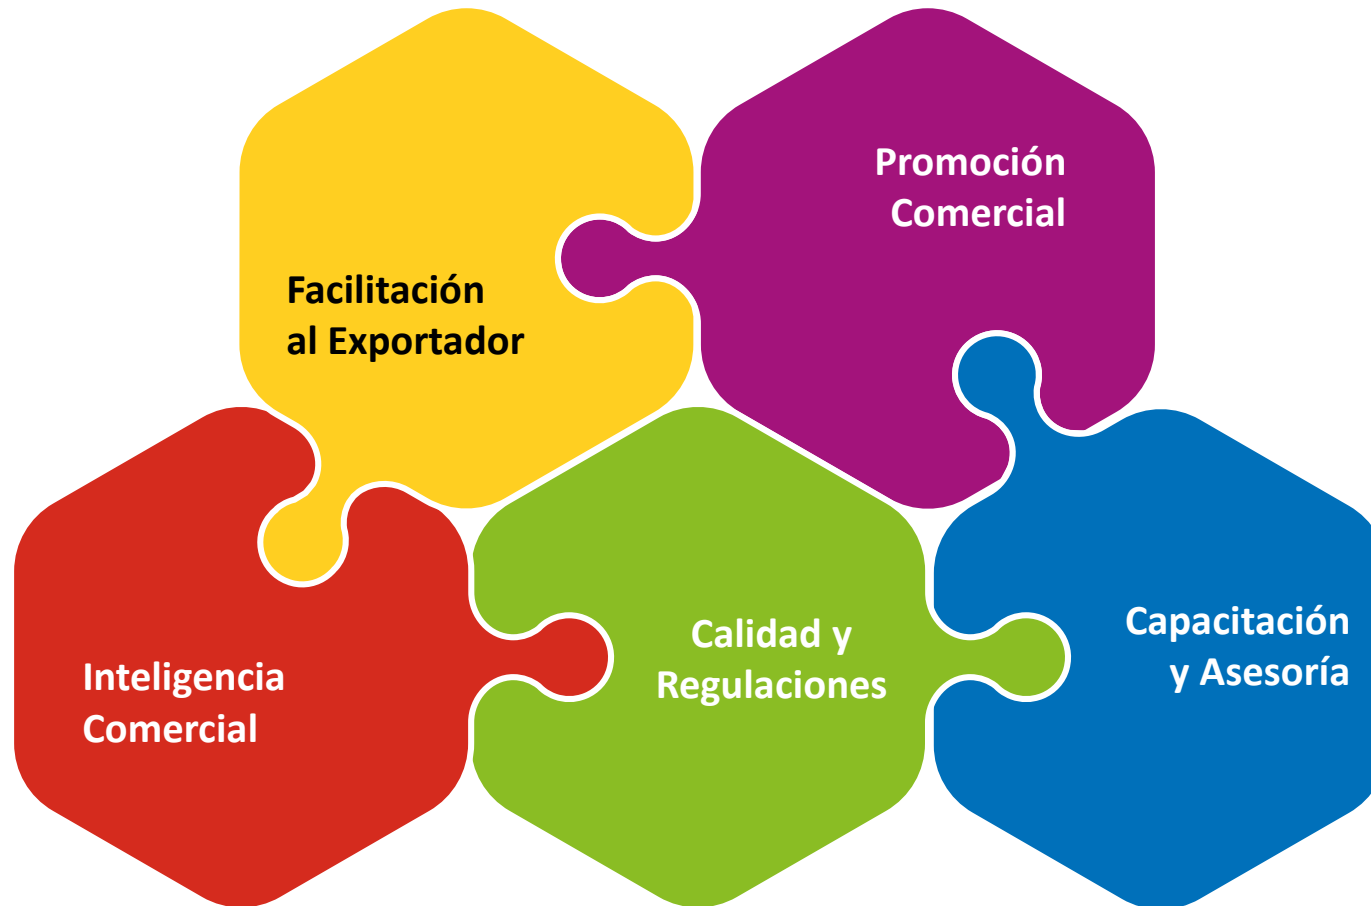 Facilitación
al Exportador
Promoción
Comercial
Inteligencia
Comercial
Calidad y
Regulaciones
Capacitación
y Asesoría